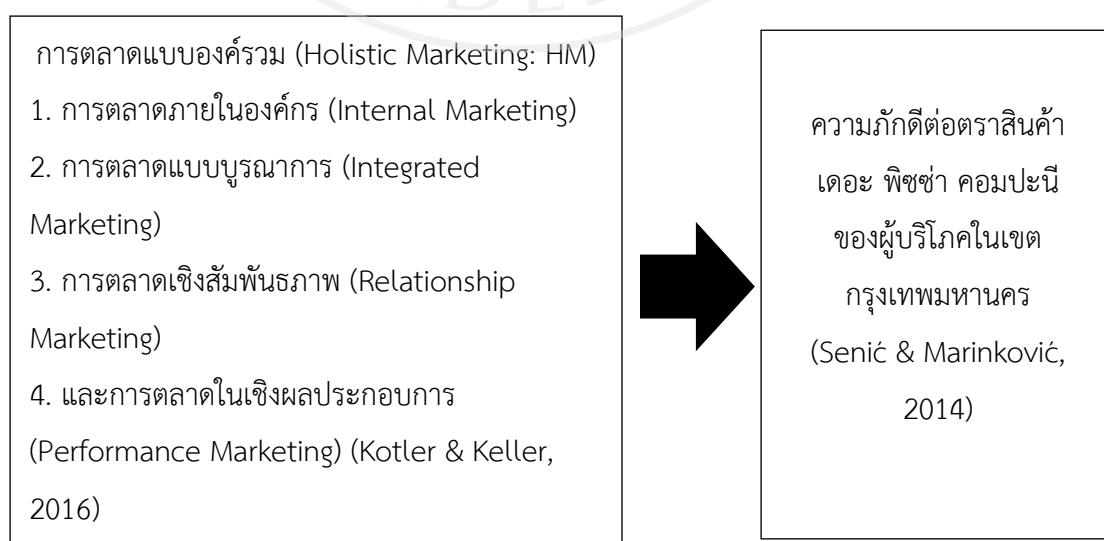 การตลาดแบบองค์รวม (Holistic Marketing: HM)
1. การตลาดภายในองค์กร (Internal Marketing)
2. การตลาดแบบบูรณาการ (Integrated
Marketing)
3. การตลาดเชิงสัมพันธภาพ (Relationship
Marketing)
4. และการตลาดในเชิงผลประกอบการ
(Performance Marketing) (Kotler & Keller,
2016)
ความภักดีต่อตราสินค้า
เดอะ พิซซ่า คอมปะนี
ของผู้บริโภคในเขต
กรุงเทพมหานคร
(Senić & Marinković,
2014)